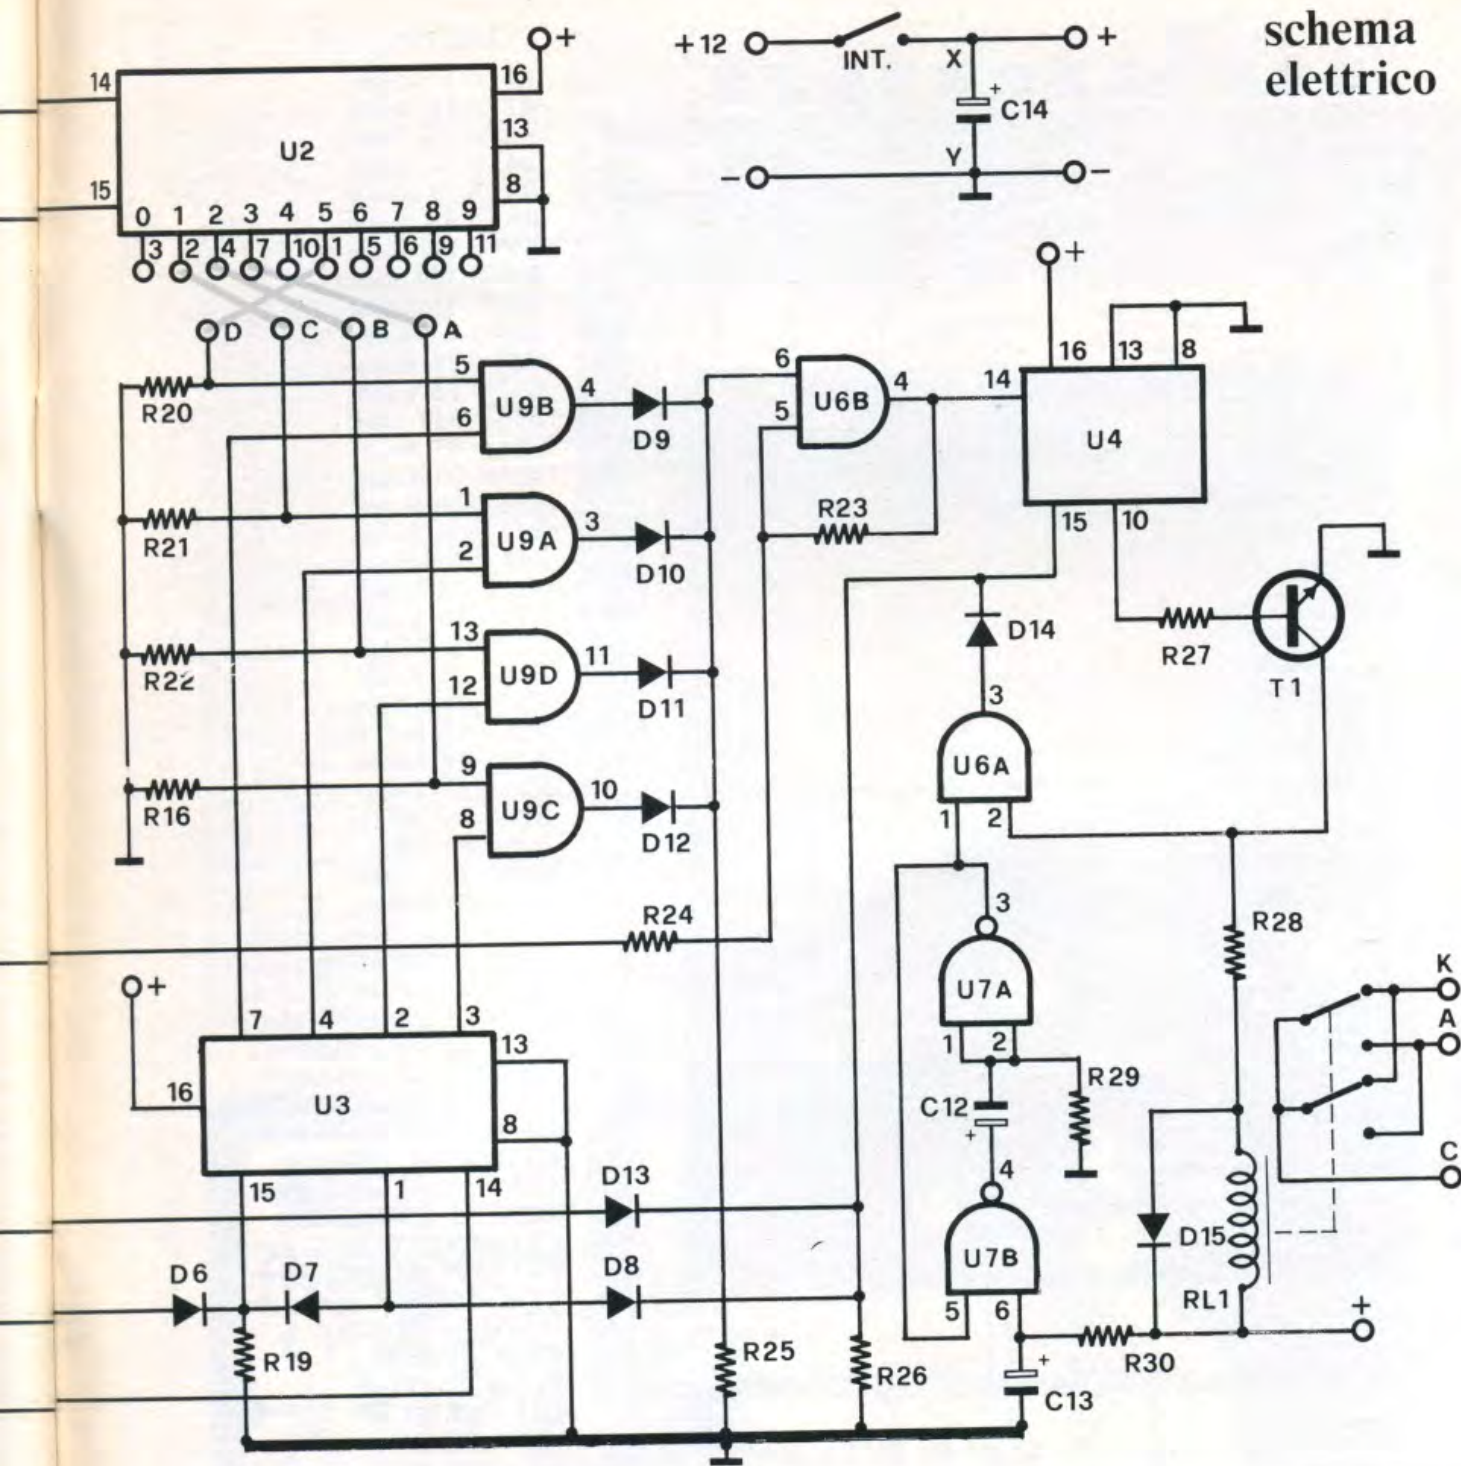 schema
elettrico
+12
INT.
X
+
+
C14
Y
-
-
+
14
16
U2
13
15
8
0 1 2 3 4 5 6 7 8 9
3 2 4 7 10 1 5 6 9 11
D C B A
R20
5
6
U9B
4
D9
R21
1
2
U9A
3
D10
R22
13
12
U9D
11
D11
R16
9
8
U9C
10
D12
6
5
U6B
4
R23
+
16 13 8
14
U4
15 10
R27
T1
D14
3
U6A
1 2
R24
3
U7A
1 2
R28
R29
C12
+
4
U7B
5 6
D15
RL1
K
A
C
+
R30
+
C13
+
7 4 2 3
16
U3
13
8
15 1 14
D13
D6 D7 D8
R19
R25
R26